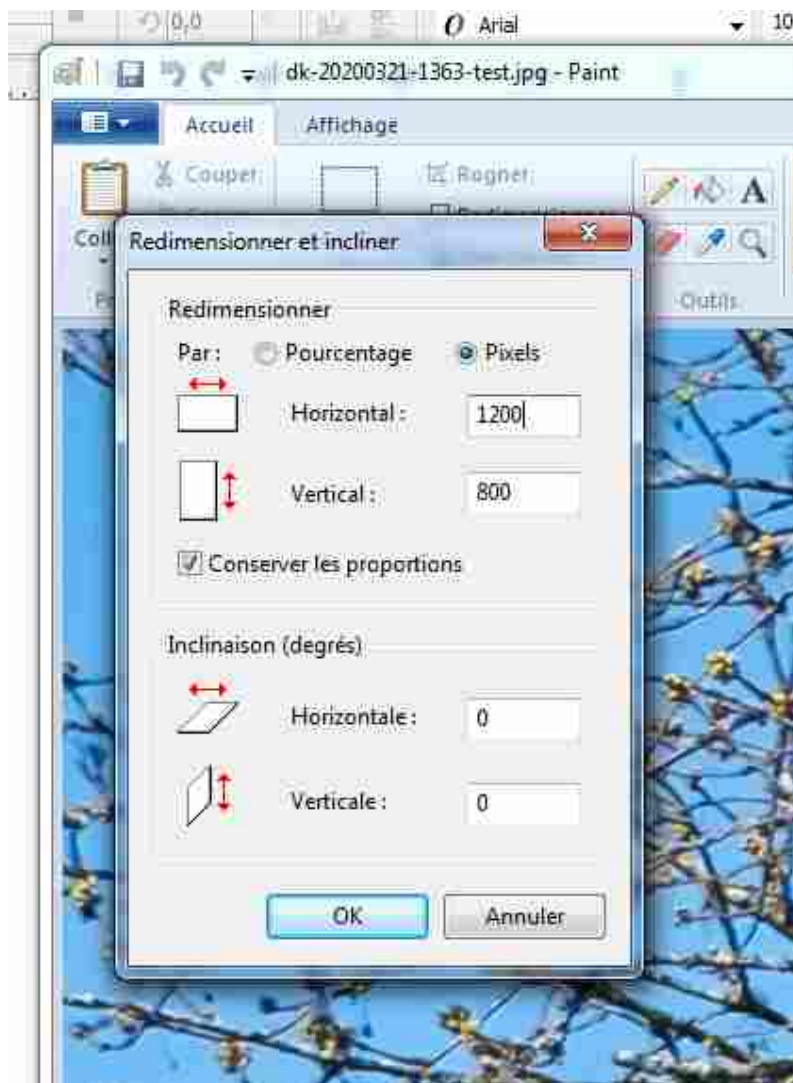 0,0
O Arial
10
dk-20200321-1363-test.jpg - Paint
Accueil Affichage
Couper
Rogner
A
Coll
Redimensionner et incliner
Outils
Redimensionner
Par : Pourcentage Pixels
Horizontal : 1200
Vertical : 800
Conserver les proportions
Inclinaison (degrés)
Horizontale : 0
Verticale : 0
OK Annuler